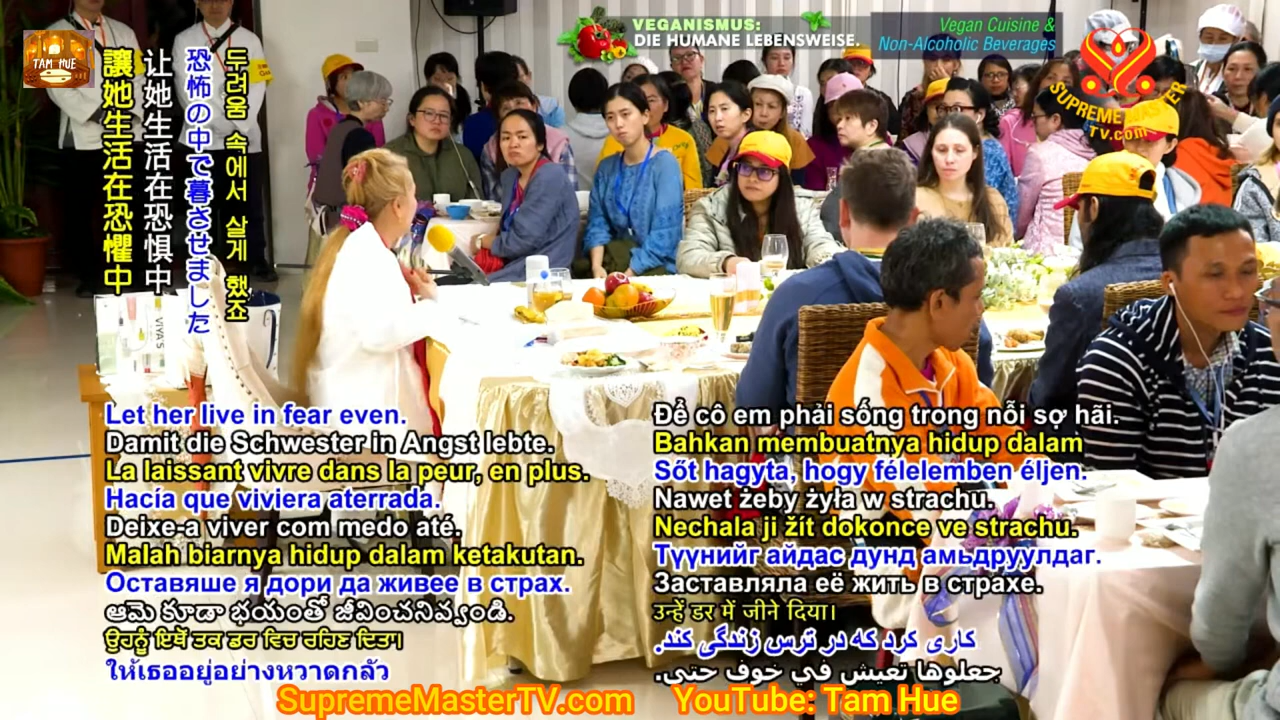 TAM HUE
讓她生活在恐懼中
让她生活在恐惧中
恐怖の中で暮させました
두려움 속에서 살게 했죠
VEGANISMUS:
DIE HUMANE LEBENSWEISE.
Vegan Cuisine &
Non-Alcoholic Beverages
SUPREME MASTER
TV.com
VIYA'S
Let her live in fear even.
Damit die Schwester in Angst lebte.
La laissant vivre dans la peur, en plus.
Hacía que viviera aterrada.
Deixe-a viver com medo até.
Malah biarnya hidup dalam ketakutan.
Оставяше я дори да живее в страх.
ఆమె కూడా భయంతో జీవించనివ్వండి.
ਉਹਨੂੰ ਇਥੋਂ ਤਕ ਡਰ ਵਿਚ ਰਹਿਣ ਦਿਤਾ।
ให้เธออยู่อย่างหวาดกลัว
Để cô em phải sống trong nỗi sợ hãi.
Bahkan membuatnya hidup dalam
Sőt hagyta, hogy félelemben éljen.
Nawet żeby żyła w strachu.
Nechala ji žít dokonce ve strachu.
Түүнийг айдас дунд амьдруулдаг.
Заставляла её жить в страхе.
उन्हें डर में जीने दिया।
کاری کرد که در ترس زندگی کند.
جعلوها تعيش في خوف حتى.
SupremeMasterTV.com YouTube: Tam Hue